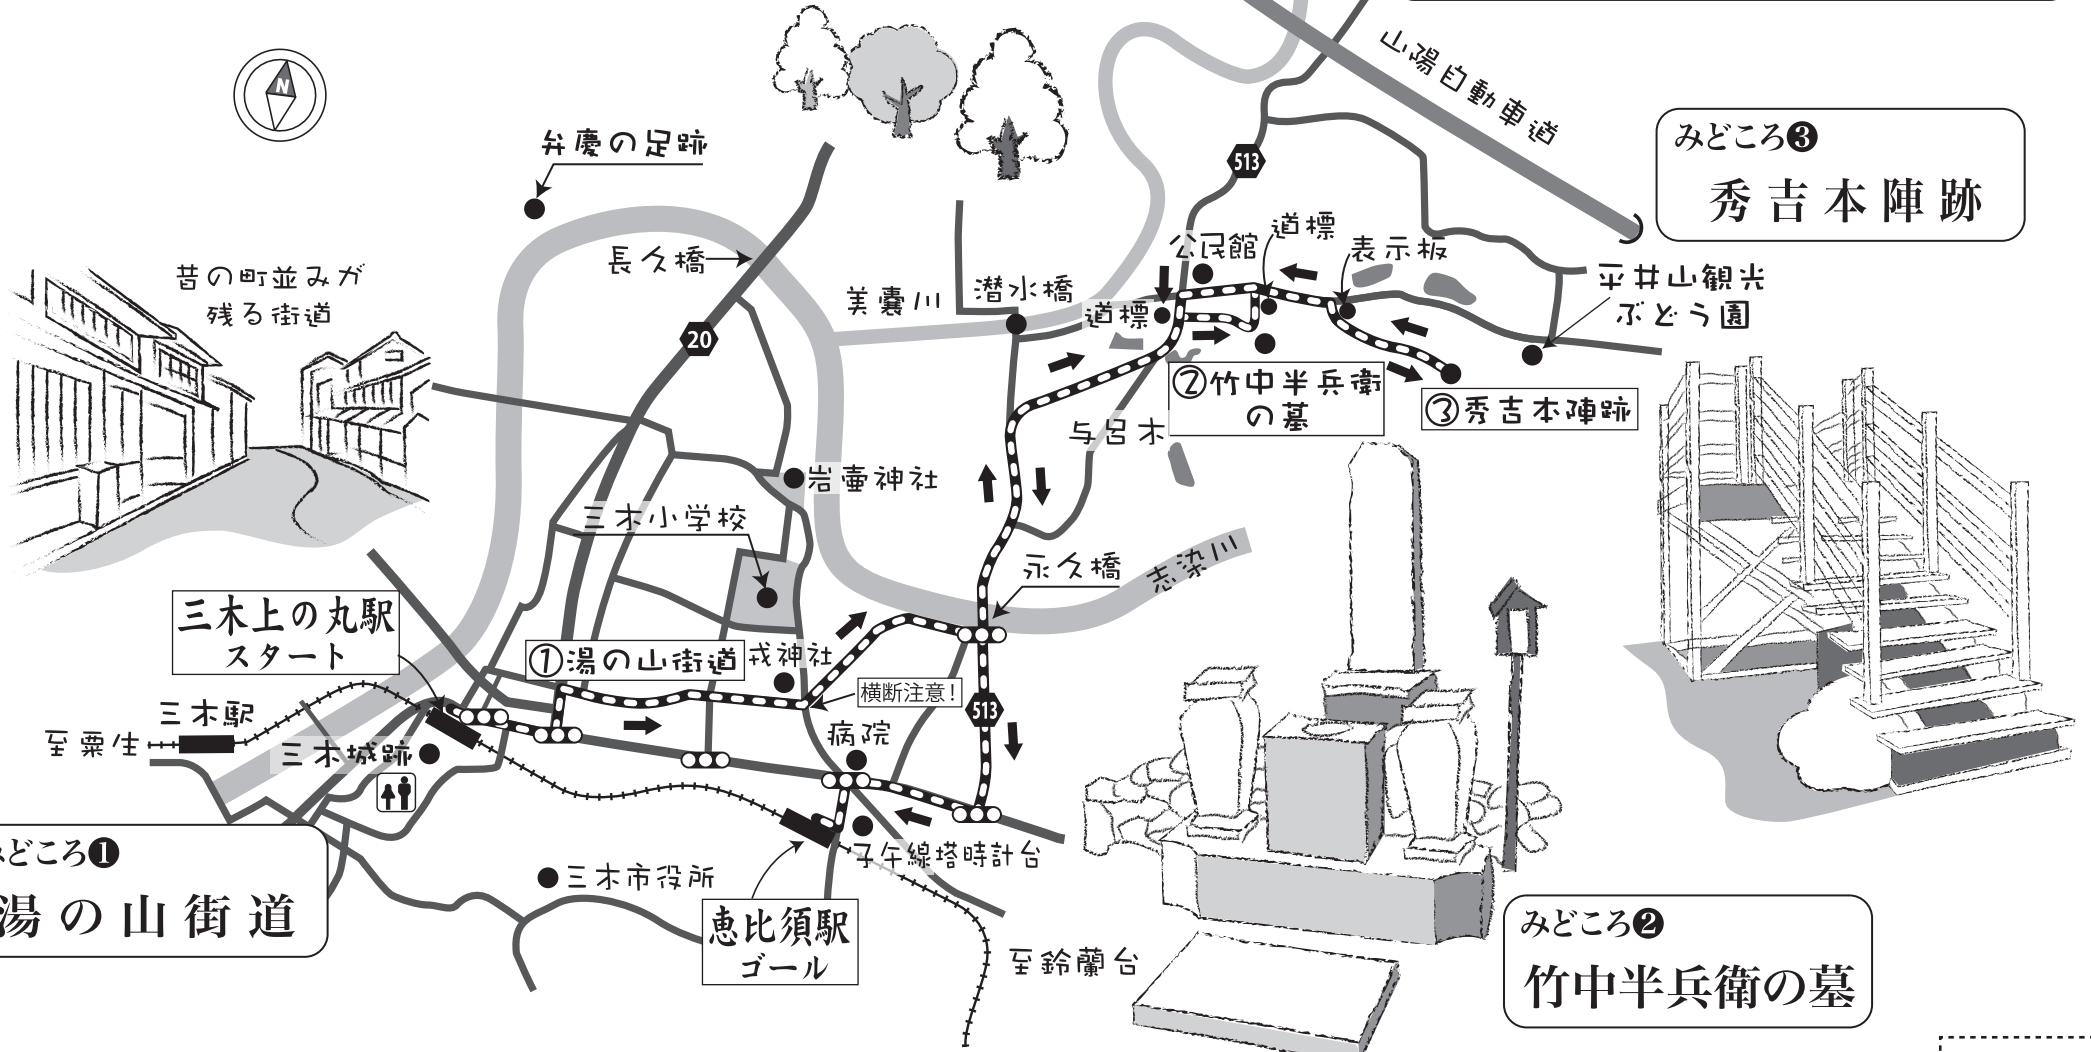 N
山陽自動車道
弁慶の足跡
513
みどころ❸
秀吉本陣跡
道標
公民館
表示板
長久橋
昔の町並みが
残る街道
平井山観光
ぶどう園
美嚢川
潜水橋
道標
20
②竹中半兵衛
の墓
③秀吉本陣跡
与呂木
岩壷神社
三木小学校
永久橋
志染川
三木上の丸駅
スタート
①湯の山街道
戎神社
横断注意!
513
三木駅
至粟生
三木城跡
病院
子午線塔時計台
みどころ❶
湯の山街道
三木市役所
恵比須駅
ゴール
至鈴蘭台
みどころ❷
竹中半兵衛の墓